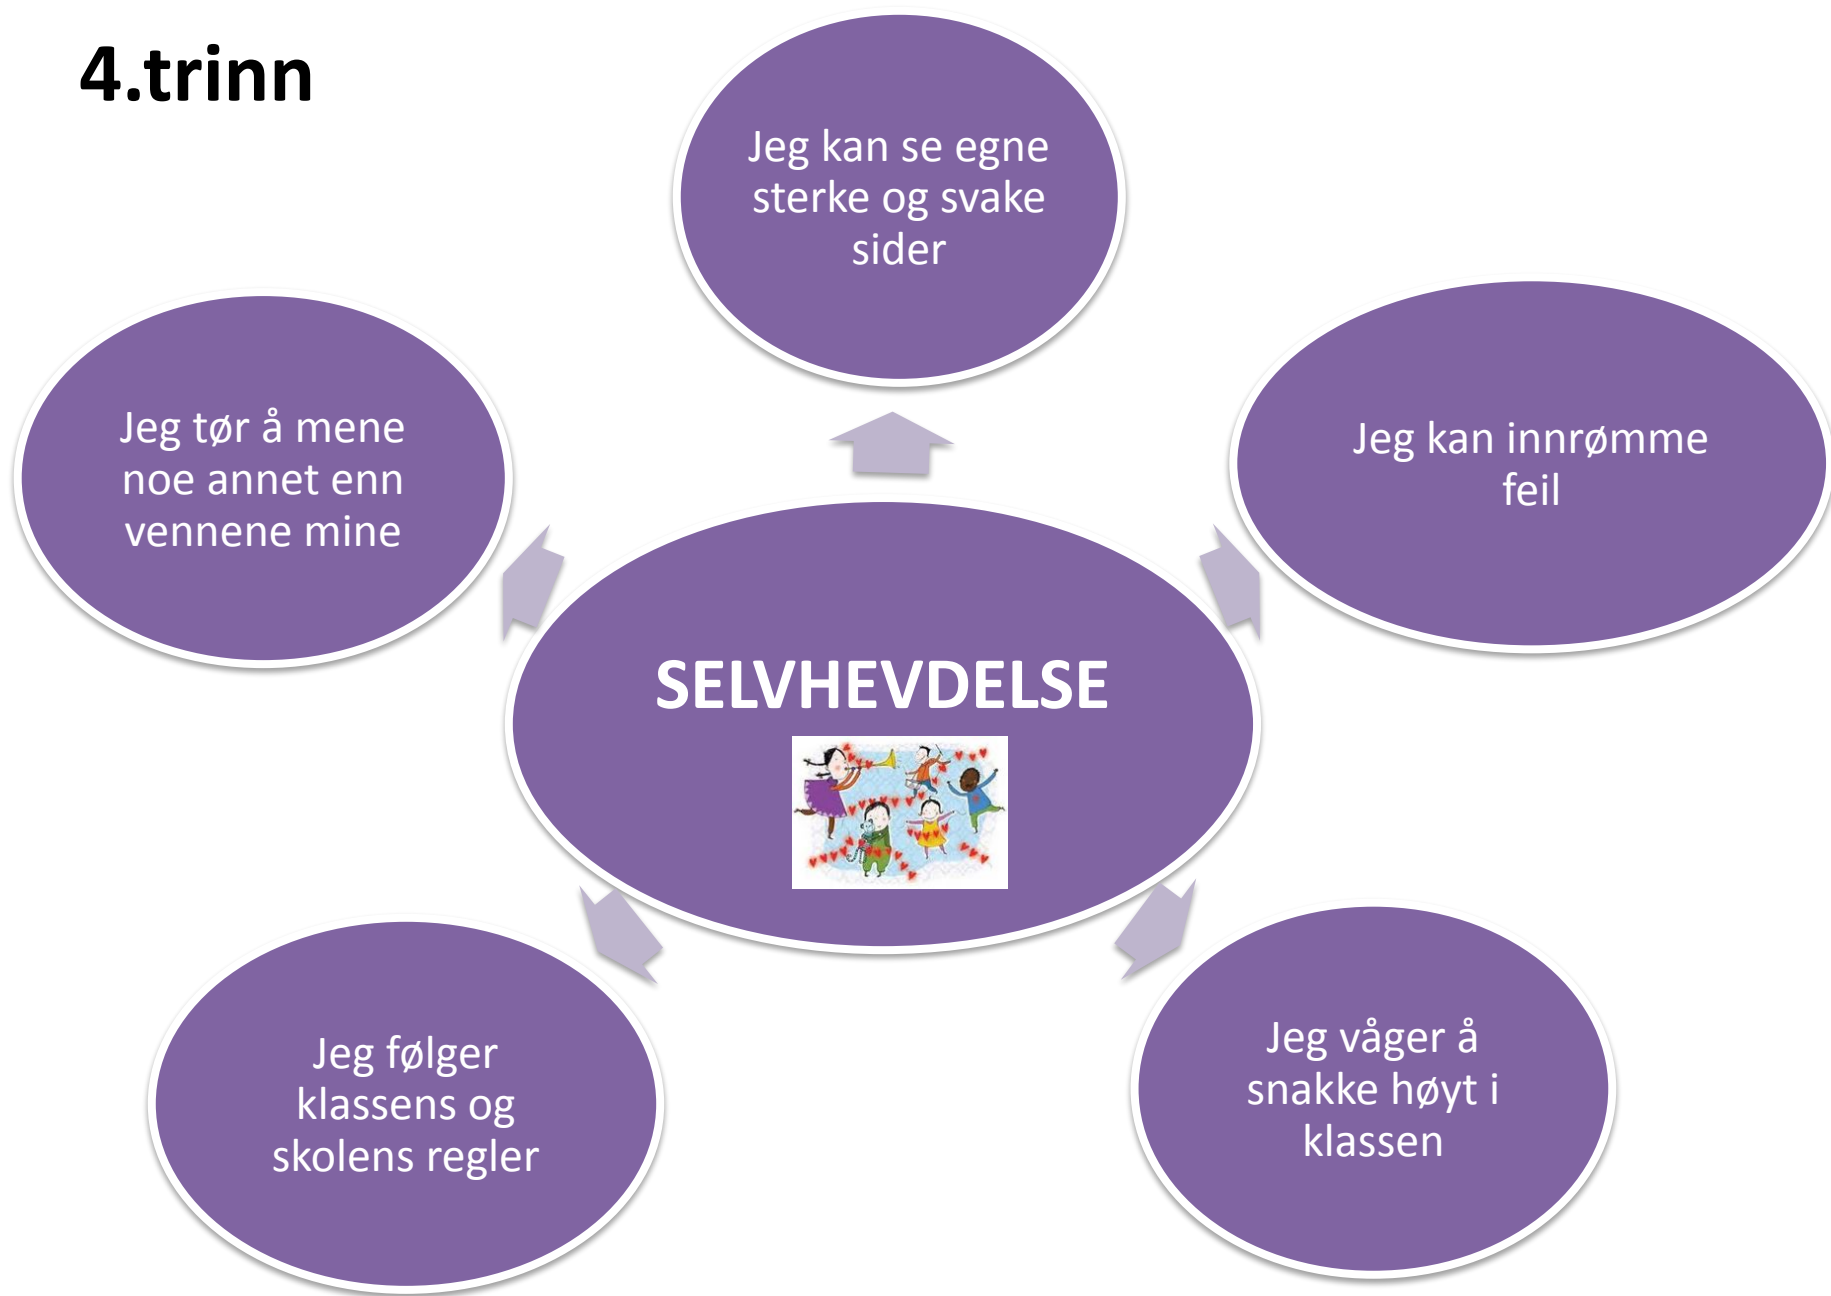 4.trinn
Jeg kan se egne
sterke og svake
sider
Jeg tør å mene
noe annet enn
vennene mine
Jeg kan innrømme
feil
SELVHEVDELSE
Jeg følger
klassens og
skolens regler
Jeg våger å
snakke høyt i
klassen